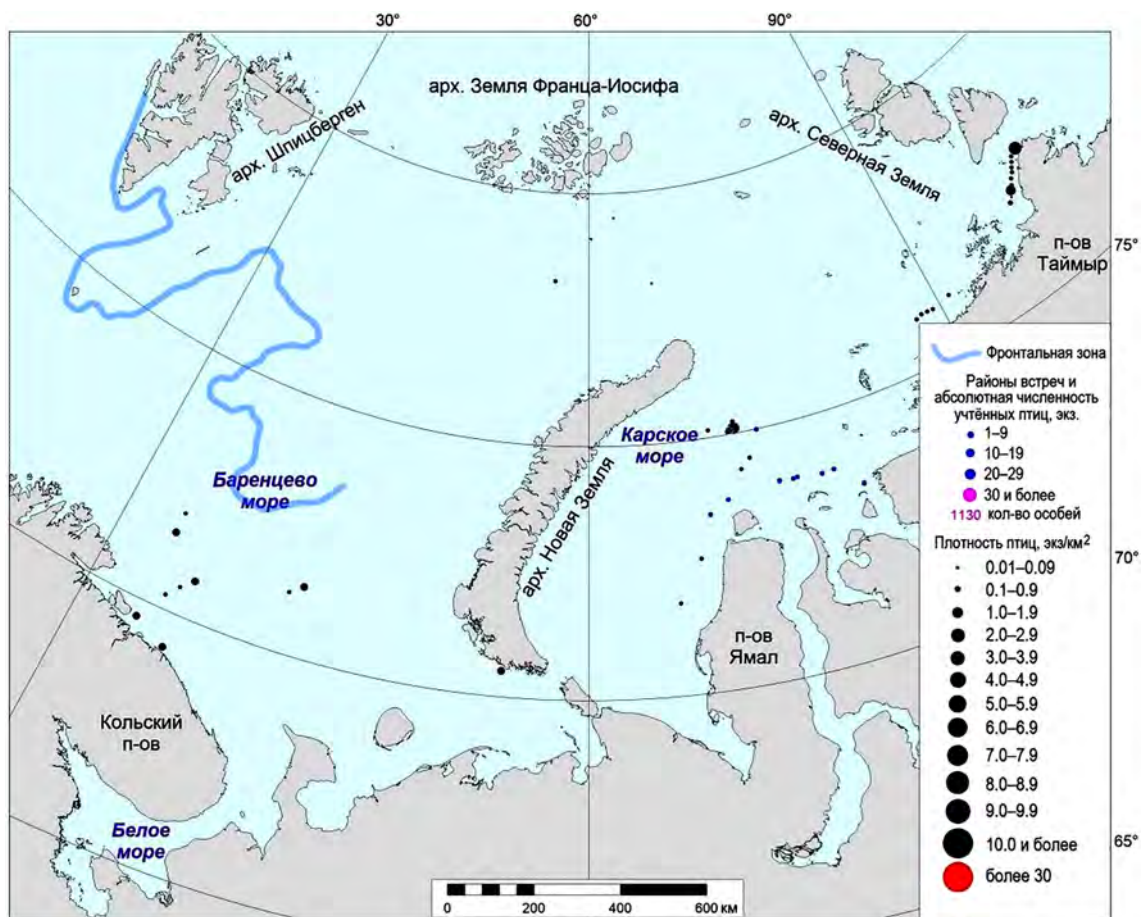 30°
60°
90°
арх. Земля Франца-Иосифа
арх. Шпицберген
арх. Северная Земля
п-ов
Таймыр
75°
Фронтальная зона
Районы встреч и
абсолютная численность
учтённых птиц, экз.
1–9
10–19
20–29
30 и более
1130 кол-во особей
Плотность птиц, экз/км²
0.01–0.09
0.1–0.9
1.0–1.9
2.0–2.9
3.0–3.9
4.0–4.9
5.0–5.9
6.0–6.9
7.0–7.9
8.0–8.9
9.0–9.9
10.0 и более
более 30
Карское
море
Баренцево
море
арх. Новая Земля
70°
п-ов
Ямал
Кольский
п-ов
Белое
море
65°
0 200 400 600 км